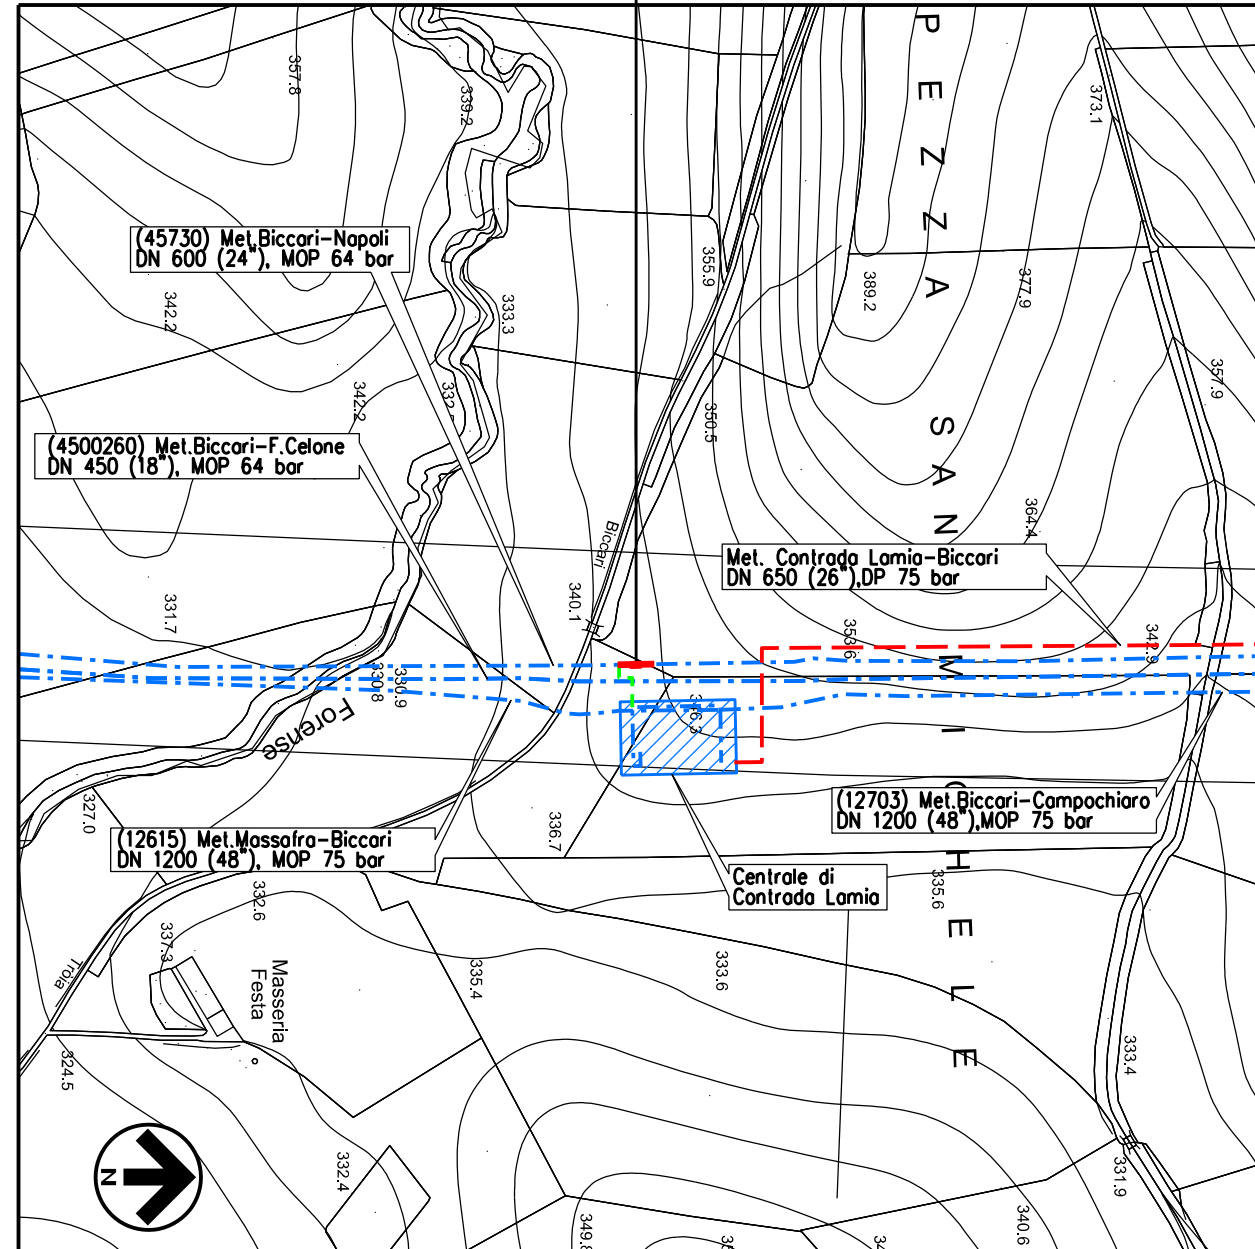 PEZZA SAN MICHELE
357.8
339.2
373.1
(45730) Met.Biccari-Napoli
DN 600 (24"), MOP 64 bar
355.9
389.2
377.9
342.2
333.3
357.9
342.2
350.5
(4500260) Met.Biccari-F.Celone
DN 450 (18"), MOP 64 bar
364.4
Biccari
Met. Contrada Lamia-Biccari
DN 650 (26"),DP 75 bar
340.1
331.7
353.6
342.9
330.8
330.9
Forense
(12703) Met.Biccari-Campochiaro
DN 1200 (48"),MOP 75 bar
327.0
336.7
(12615) Met.Massafra-Biccari
DN 1200 (48"), MOP 75 bar
Centrale di
Contrada Lamia
335.6
332.6
337.3
Troia
Masseria
Festa
335.4
333.6
333.4
324.5
332.4
331.9
340.6
N